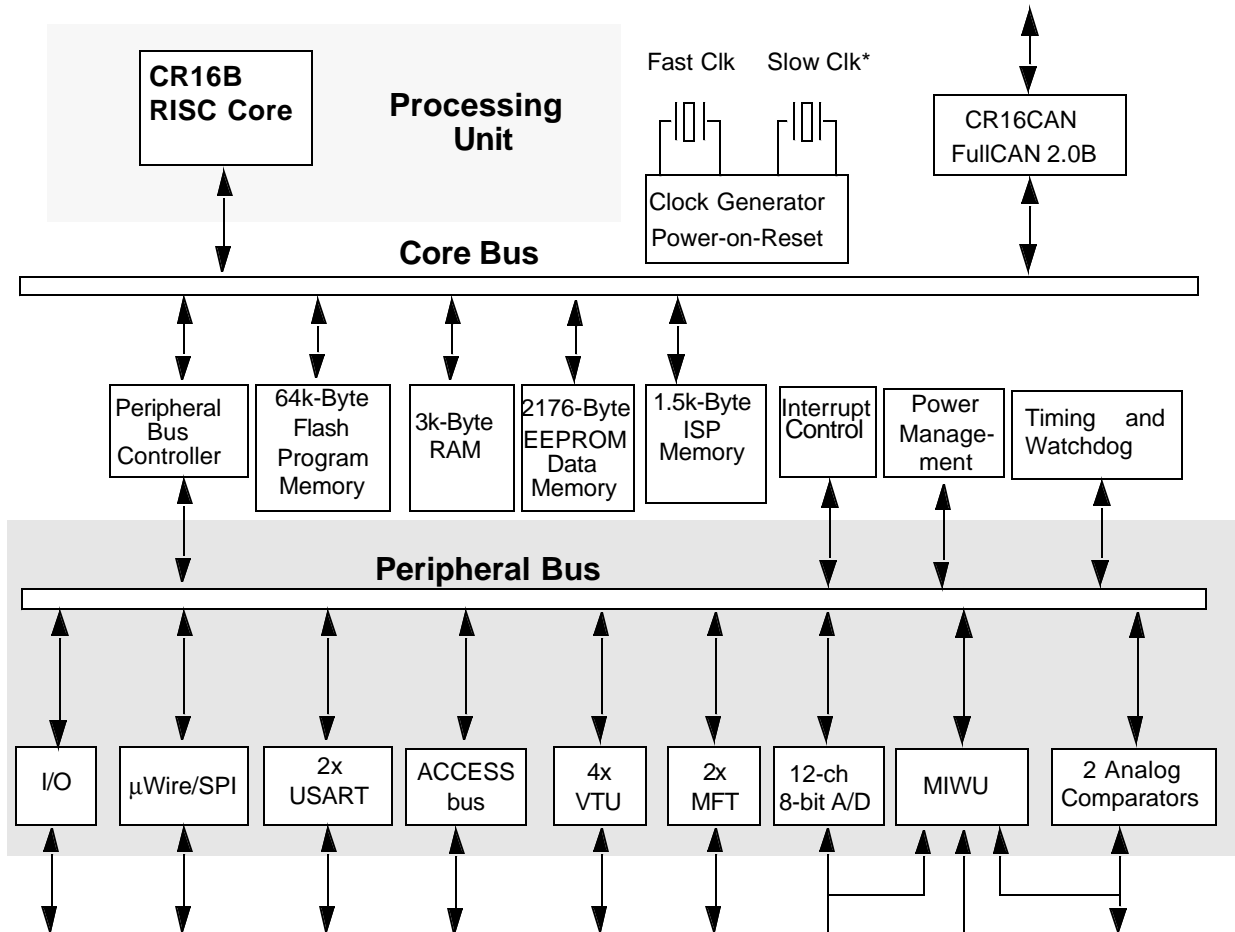 CR16B
RISC Core
Processing
Unit
Fast Clk
Slow Clk*
CR16CAN
FullCAN 2.0B
Clock Generator
Power-on-Reset
Core Bus
Peripheral
Bus
Controller
64k-Byte
Flash
Program
Memory
3k-Byte
RAM
2176-Byte
EEPROM
Data
Memory
1.5k-Byte
ISP
Memory
Interrupt
Control
Power
Manage-
ment
Timing and
Watchdog
Peripheral Bus
I/O
μWire/SPI
2x
USART
ACCESS
bus
4x
VTU
2x
MFT
12-ch
8-bit A/D
MIWU
2 Analog
Comparators